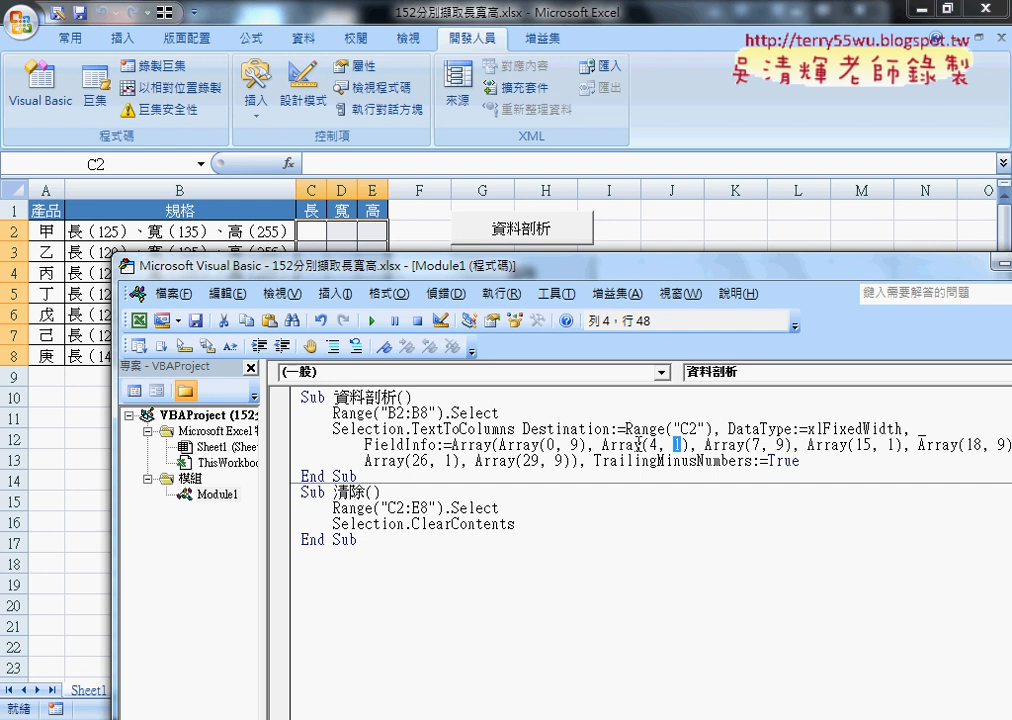 152分別擷取長寬高.xlsx - Microsoft Excel
常用 插入 版面配置 公式 資料 校閱 檢視 開發人員 增益集
http://terry55wu.blogspot.tw
吳清輝老師錄製
Visual Basic 巨集 錄製巨集 以相對位置錄製 巨集安全性
程式碼
插入 設計模式 屬性 檢視程式碼 執行對話方塊
控制項
來源 對應內容 擴充套件 重新整理資料 匯入 匯出
XML
C2 fx
A B C D E F G H I J K L M N O
1 產品 規格 長 寬 高
資料剖析
2 甲 長（125）、寬（135）、高（255）
3 乙
4 丙 長（12
5 丁 長（12
6 戊 長（12
7 己 長（12
8 庚 長（14
9
10
11
12
13
14
15
16
17
18
19
20
21
22
23
Sheet1
就緒
Microsoft Visual Basic - 152分別擷取長寬高.xlsx - [Module1 (程式碼)]
檔案(F) 編輯(E) 檢視(V) 插入(I) 格式(O) 偵錯(D) 執行(R) 工具(T) 增益集(A) 視窗(W) 說明(H) 鍵入需要解答的問題
列 4，行 48
專案 - VBAProject
VBAProject (152
Microsoft Excel
Sheet1 (Shee
ThisWorkboo
模組
Module1
(一般) 資料剖析
Sub 資料剖析()
Range("B2:B8").Select
Selection.TextToColumns Destination:=Range("C2"), DataType:=xlFixedWidth, _
FieldInfo:=Array(Array(0, 9), Array(4, 1), Array(7, 9), Array(15, 1), Array(18, 9)
Array(26, 1), Array(29, 9)), TrailingMinusNumbers:=True
End Sub
Sub 清除()
Range("C2:E8").Select
Selection.ClearContents
End Sub